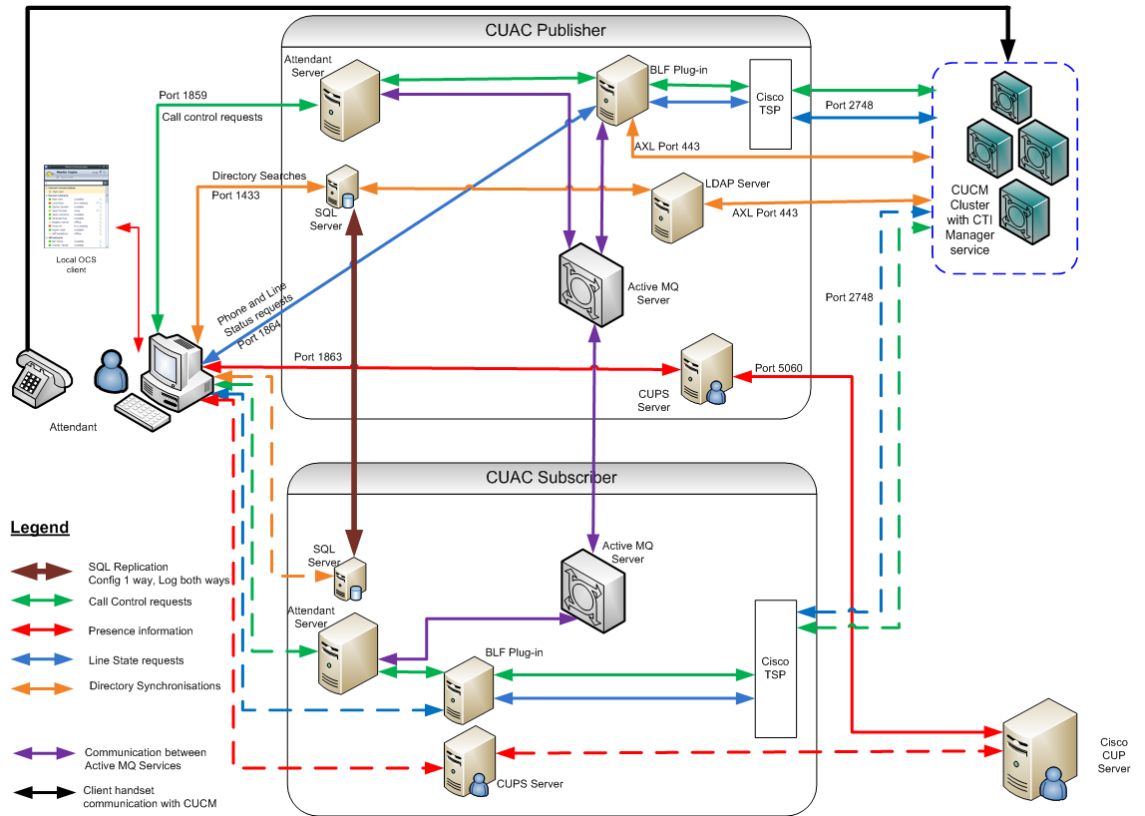 CUAC Publisher
Attendant
Server
BLF Plug-in
Cisco
TSP
Port 1859
Call control requests
Port 2748
AXL Port 443
Directory Searches
Port 1433
SQL
Server
LDAP Server
AXL Port 443
CUCM
Cluster
with CTI
Manager
service
Local OCS
client
Phone and Line
Status requests
Port 1864
Active MQ
Server
Port 2748
Port 1863
Port 5060
CUPS
Server
Attendant
CUAC Subscriber
Legend
SQL Replication
Config 1 way, Log both ways
Call Control requests
Presence information
Line State requests
Directory Synchronisations
Communication between
Active MQ Services
Client handset
communication with CUCM
SQL
Server
Active MQ
Server
Attendant
Server
BLF Plug-in
Cisco
TSP
CUPS Server
Cisco
CUP
Server